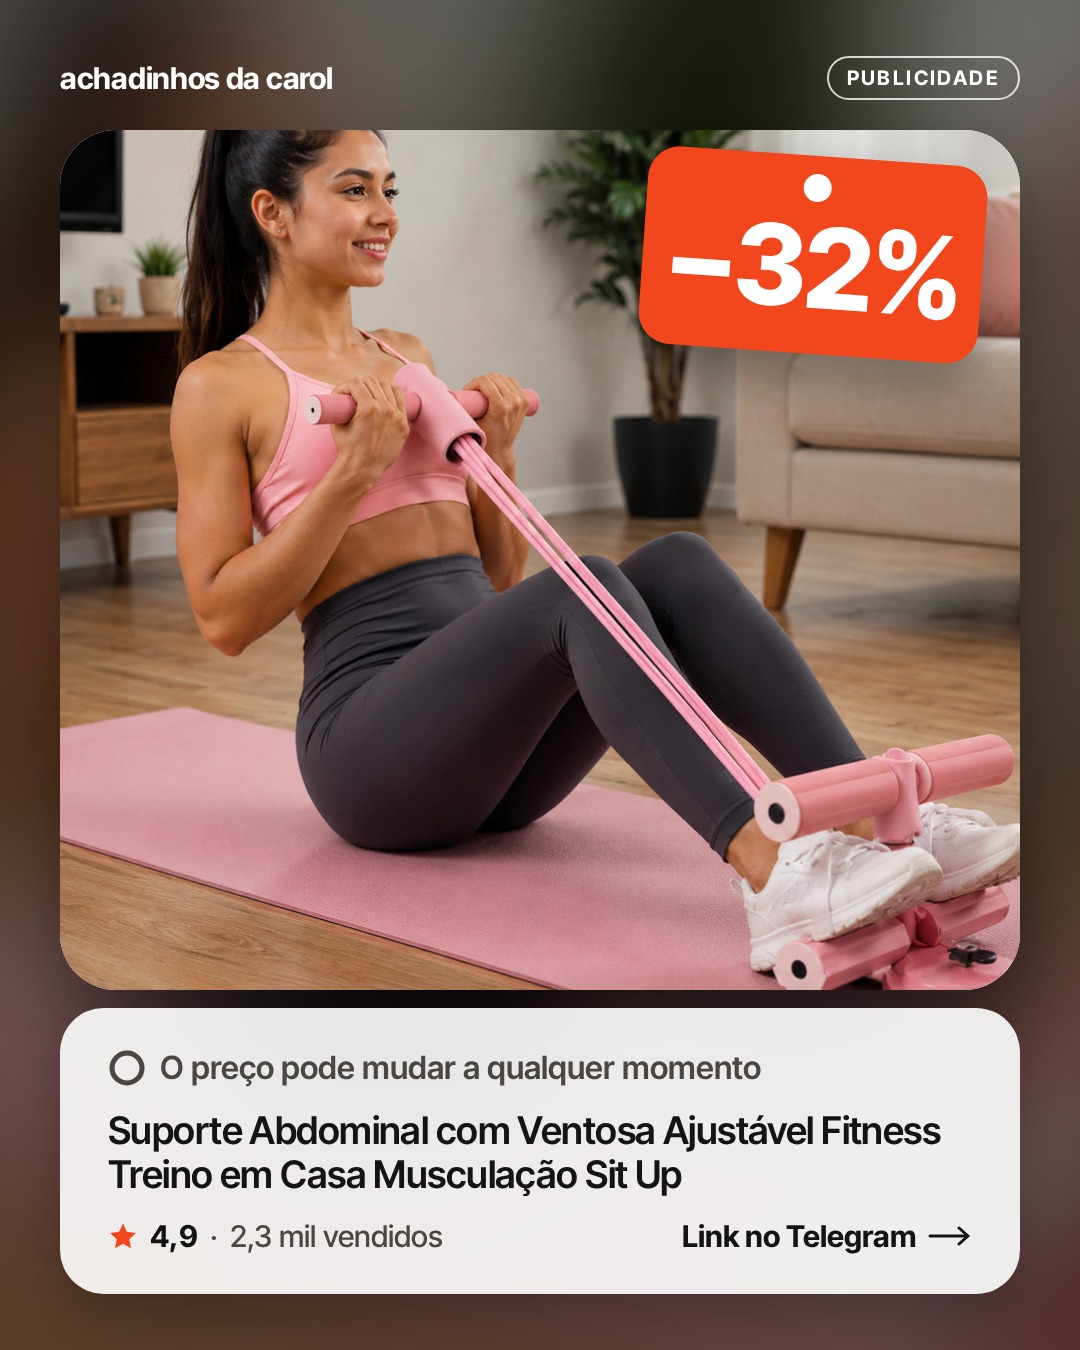 achadinhos da carol
PUBLICIDADE
-32%
O preço pode mudar a qualquer momento
Suporte Abdominal com Ventosa Ajustável Fitness
Treino em Casa Musculação Sit Up
4,9 · 2,3 mil vendidos
Link no Telegram →